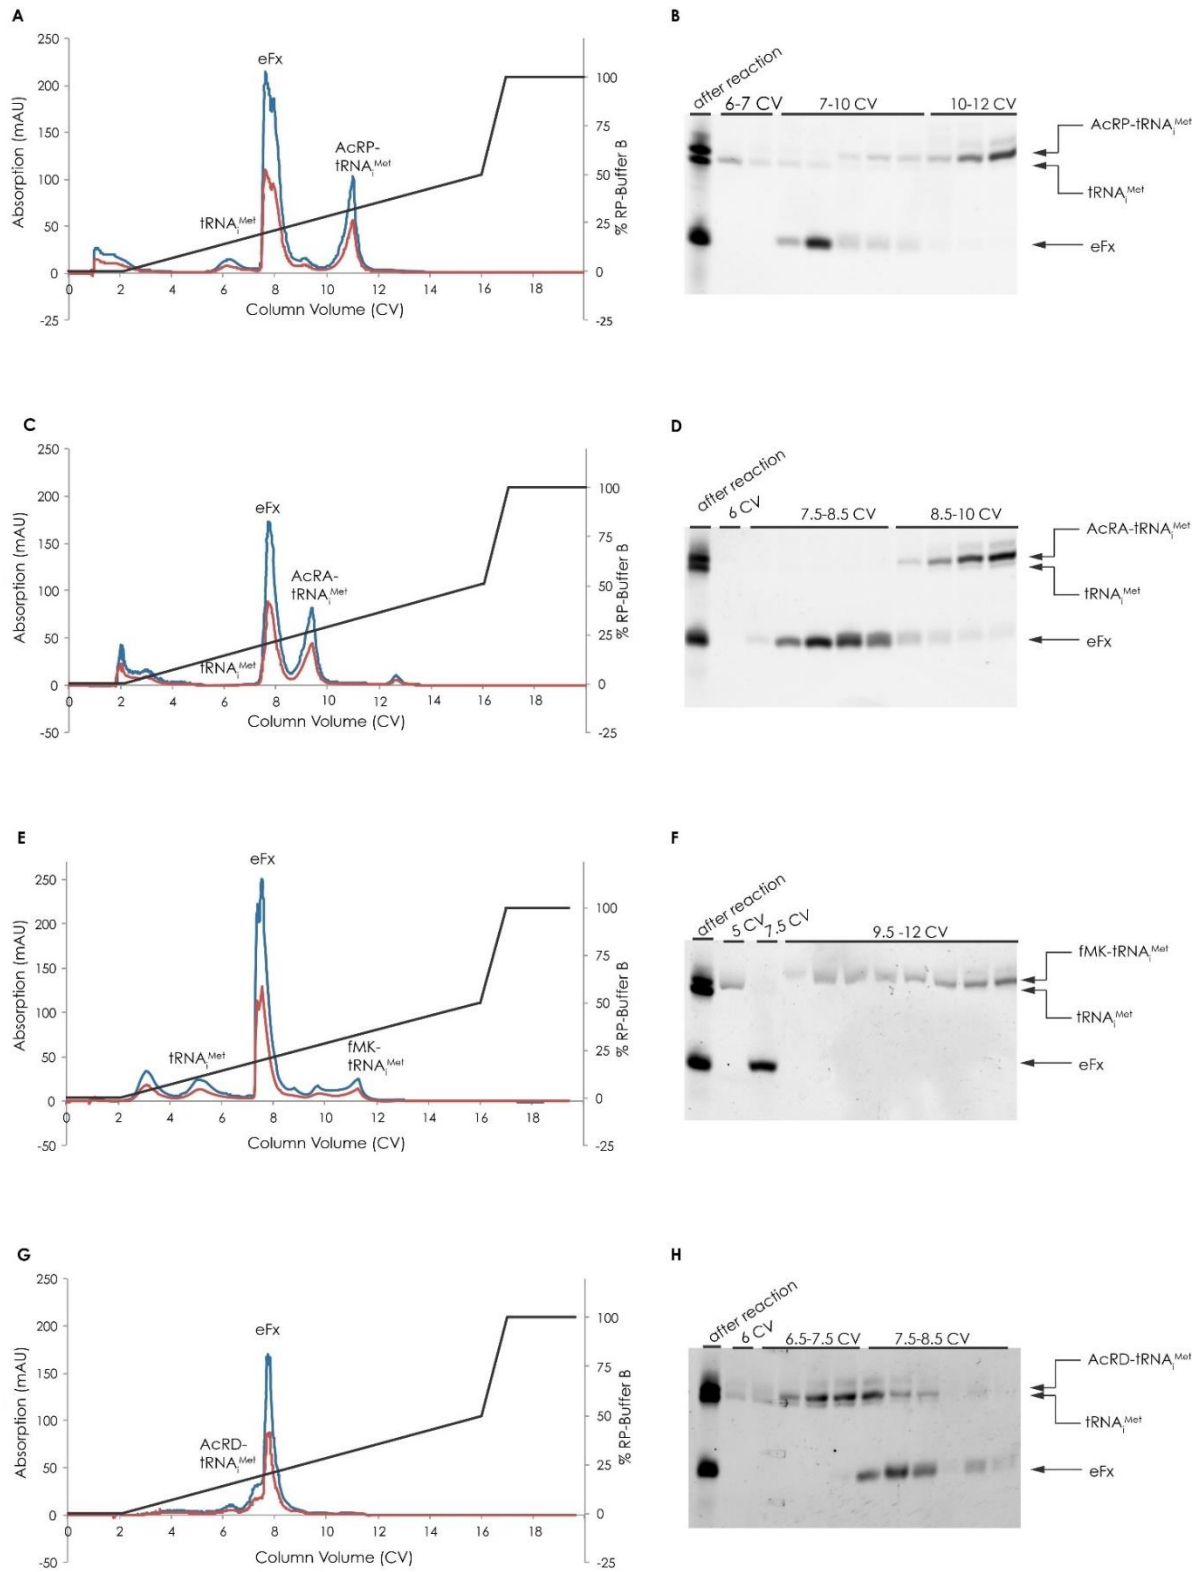 A
250
200
150
100
50
0
-25
Absorption (mAU)
eFx
tRNAiMet
AcRP-
tRNAiMet
100
75
50
25
0
-25
% RP-Buffer B
0 2 4 6 8 10 12 14 16 18
Column Volume (CV)
B
after reaction
6-7 CV
7-10 CV
10-12 CV
AcRP-tRNAiMet
tRNAiMet
eFx
C
250
200
150
100
50
0
-50
Absorption (mAU)
eFx
AcRA-
tRNAiMet
tRNAiMet
100
75
50
25
0
-25
% RP-Buffer B
0 2 4 6 8 10 12 14 16 18
Column Volume (CV)
D
after reaction
6 CV
7.5-8.5 CV
8.5-10 CV
AcRA-tRNAiMet
tRNAiMet
eFx
E
250
200
150
100
50
0
-50
Absorption (mAU)
eFx
tRNAiMet
fMK-
tRNAiMet
100
75
50
25
0
-25
% RP-Buffer B
0 2 4 6 8 10 12 14 16 18
Column Volume (CV)
F
after reaction
5 CV
7.5 CV
9.5 -12 CV
fMK-tRNAiMet
tRNAiMet
eFx
G
250
200
150
100
50
0
-50
Absorption (mAU)
eFx
AcRD-
tRNAiMet
100
75
50
25
0
-25
% RP-Buffer B
0 2 4 6 8 10 12 14 16 18
Column Volume (CV)
H
after reaction
6 CV
6.5-7.5 CV
7.5-8.5 CV
AcRD-tRNAiMet
tRNAiMet
eFx